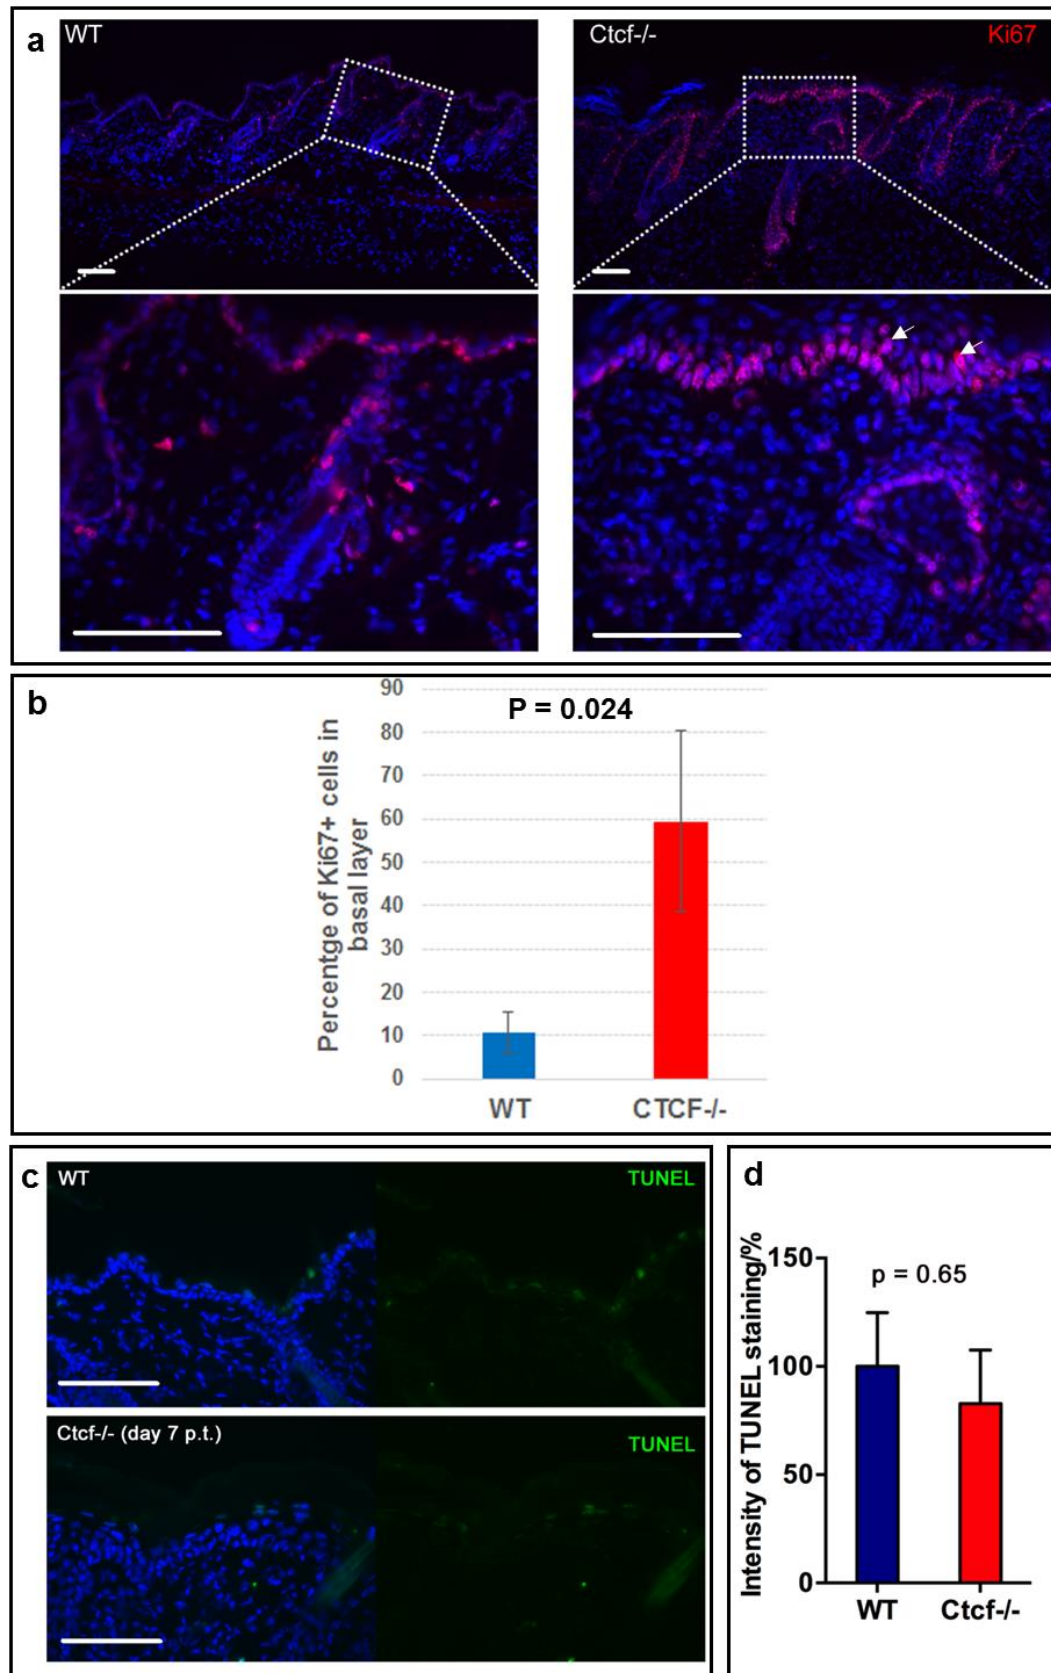 a
WT
Ctcf-/-
Ki67
b
P = 0.024
Percentge of Ki67+ cells in
basal layer
90
80
70
60
50
40
30
20
10
0
WT
CTCF-/-
c
WT
TUNEL
Ctcf-/- (day 7 p.t.)
TUNEL
d
p = 0.65
Intensity of TUNEL staining/%
150
100
50
0
WT
Ctcf-/-